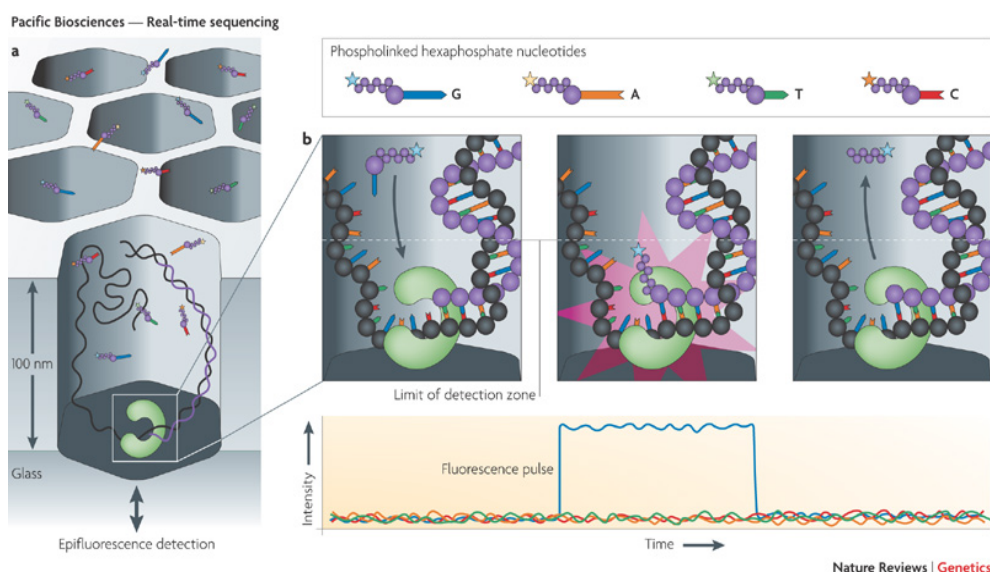 Pacific Biosciences — Real-time sequencing
a
Phospholinked hexaphosphate nucleotides
G
A
T
C
b
100 nm
Limit of detection zone
Glass
Fluorescence pulse
Intensity
Time
Epifluorescence detection
Nature Reviews | Genetics